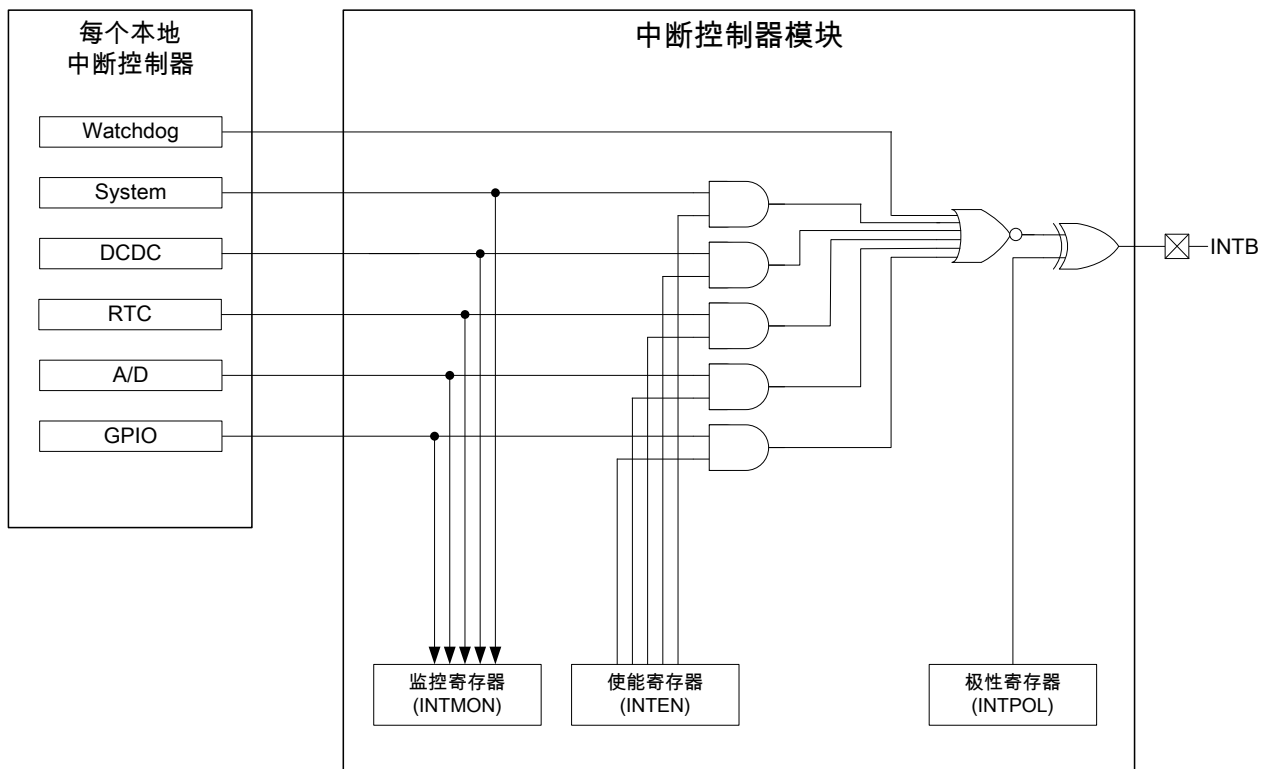 每个本地
中断控制器
Watchdog
System
DCDC
RTC
A/D
GPIO
中断控制器模块
INTB
监控寄存器
(INTMON)
使能寄存器
(INTEN)
极性寄存器
(INTPOL)